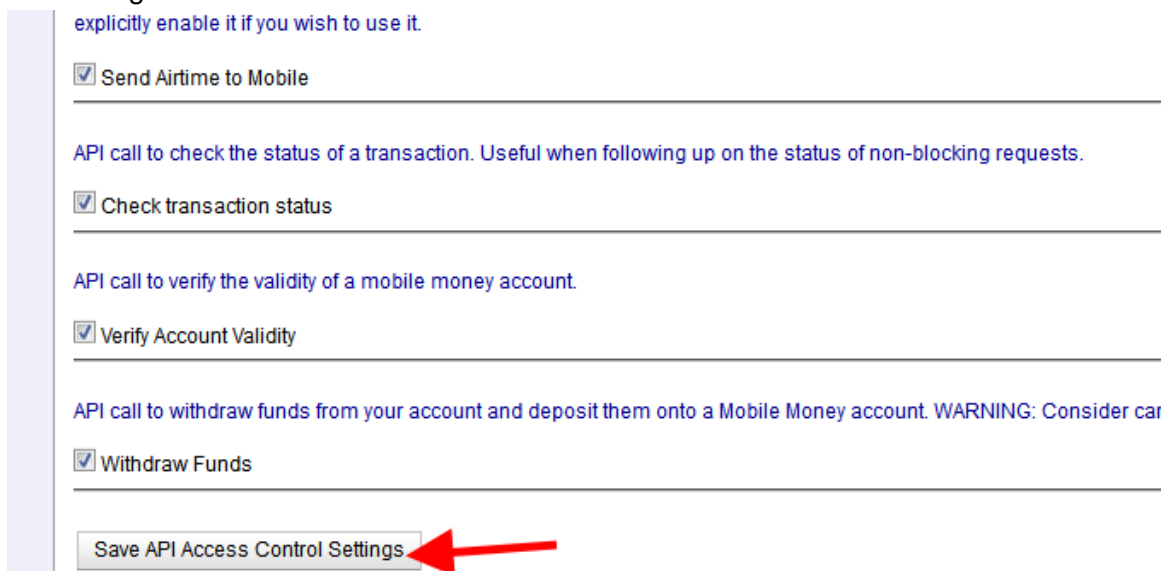 explicitly enable it if you wish to use it.
Send Airtime to Mobile
API call to check the status of a transaction. Useful when following up on the status of non-blocking requests.
Check transaction status
API call to verify the validity of a mobile money account.
Verify Account Validity
API call to withdraw funds from your account and deposit them onto a Mobile Money account. WARNING: Consider
Withdraw Funds
Save API Access Control Settings